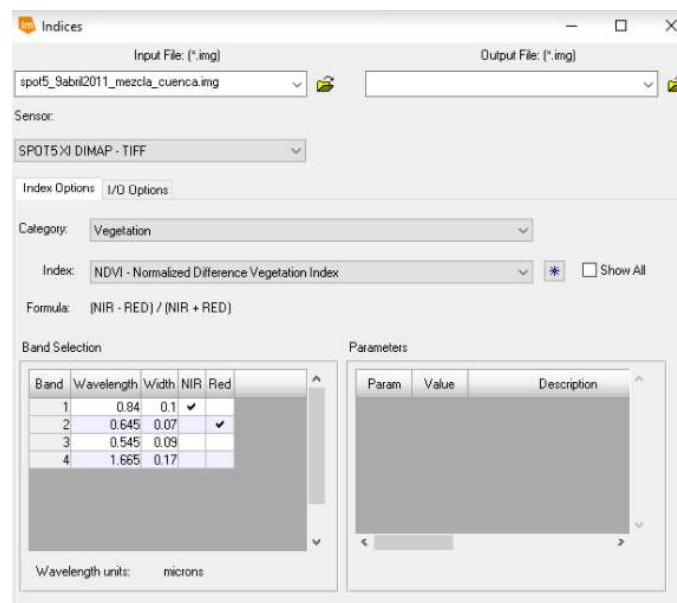 Indices
Input File: (*.img)
Output File: (*.img)
spot5_9abril2011_mezcla_cuenca.img
Sensor:
SPOT5 XI DIMAP - TIFF
Index Options
I/O Options
Category:
Vegetation
Index:
NDVI - Normalized Difference Vegetation Index
Show All
Formula:
(NIR - RED) / (NIR + RED)
Band Selection
Parameters
Band Wavelength Width NIR Red
1 0.84 0.1
2 0.645 0.07
3 0.545 0.09
4 1.665 0.17
Param Value Description
Wavelength units: microns